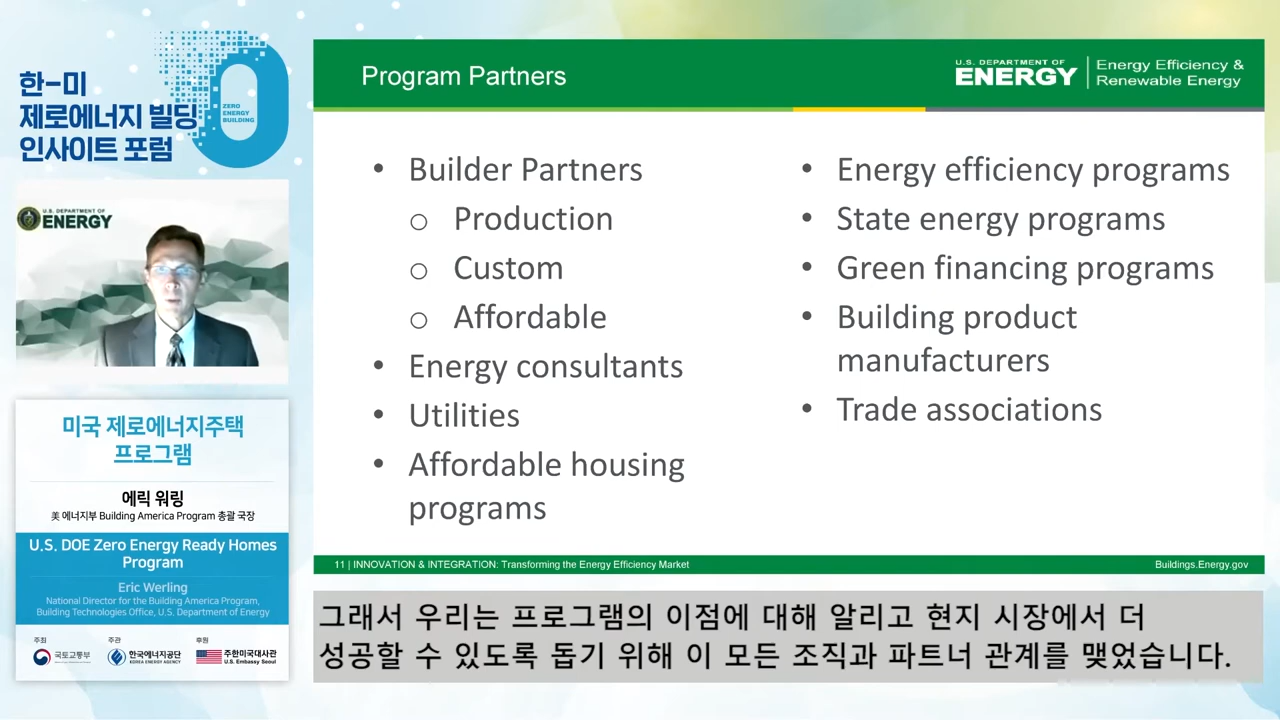 한-미
제로에너지 빌딩
인사이트 포럼
ZERO
ENERGY
BUILDING
U.S. DEPARTMENT OF
ENERGY
미국 제로에너지주택
프로그램
에릭 워링
美 에너지부 Building America Program 총괄 국장
U.S. DOE Zero Energy Ready Homes
Program
Eric Werling
National Director for the Building America Program,
Building Technologies Office, U.S. Department of Energy
주최
국토교통부
주관
한국에너지공단
KOREA ENERGY AGENCY
후원
주한미국대사관
U.S. Embassy Seoul
Program Partners
U.S. DEPARTMENT OF
ENERGY
Energy Efficiency &
Renewable Energy
• Builder Partners
o Production
o Custom
o Affordable
• Energy consultants
• Utilities
• Affordable housing
programs
• Energy efficiency programs
• State energy programs
• Green financing programs
• Building product
manufacturers
• Trade associations
11 | INNOVATION & INTEGRATION: Transforming the Energy Efficiency Market
Buildings.Energy.gov
그래서 우리는 프로그램의 이점에 대해 알리고 현지 시장에서 더
성공할 수 있도록 돕기 위해 이 모든 조직과 파트너 관계를 맺었습니다.